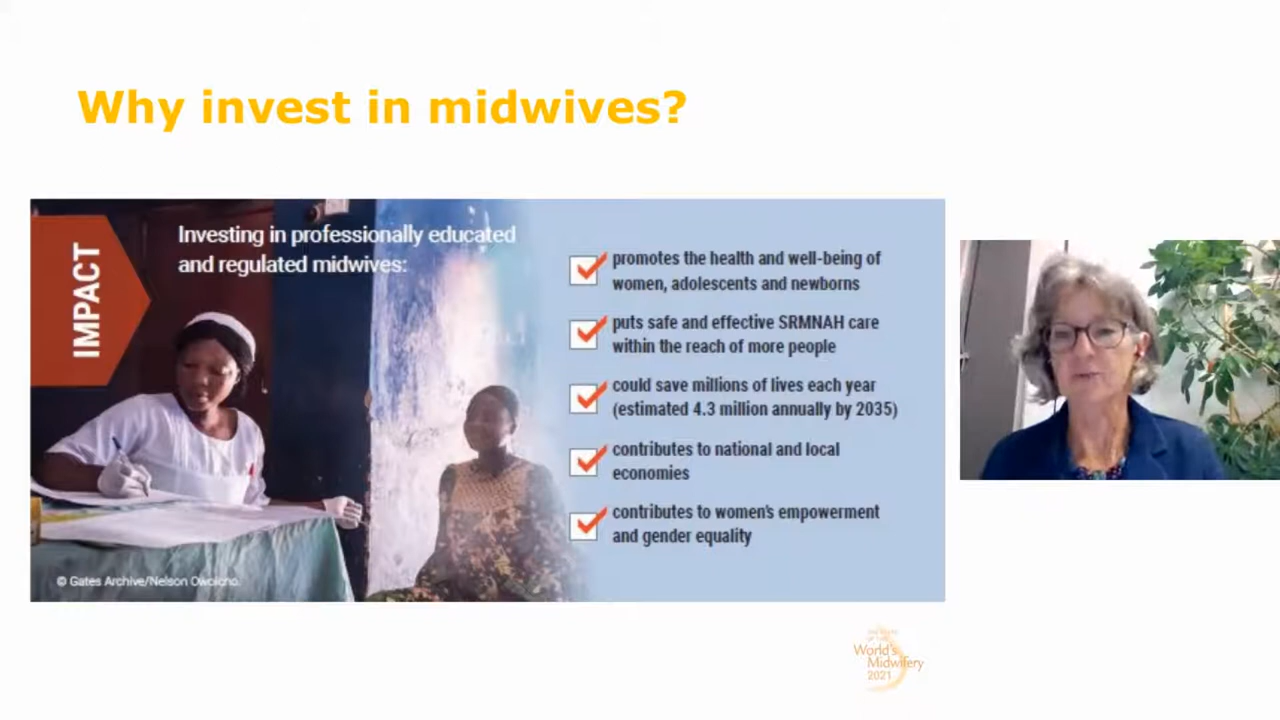 Why invest in midwives?
IMPACT
Investing in professionally educated
and regulated midwives:
promotes the health and well-being of
women, adolescents and newborns
puts safe and effective SRMNAH care
within the reach of more people
could save millions of lives each year
(estimated 4.3 million annually by 2035)
contributes to national and local
economies
contributes to women's empowerment
and gender equality
© Gates Archive/Nelson
World's
Midwifery
2021